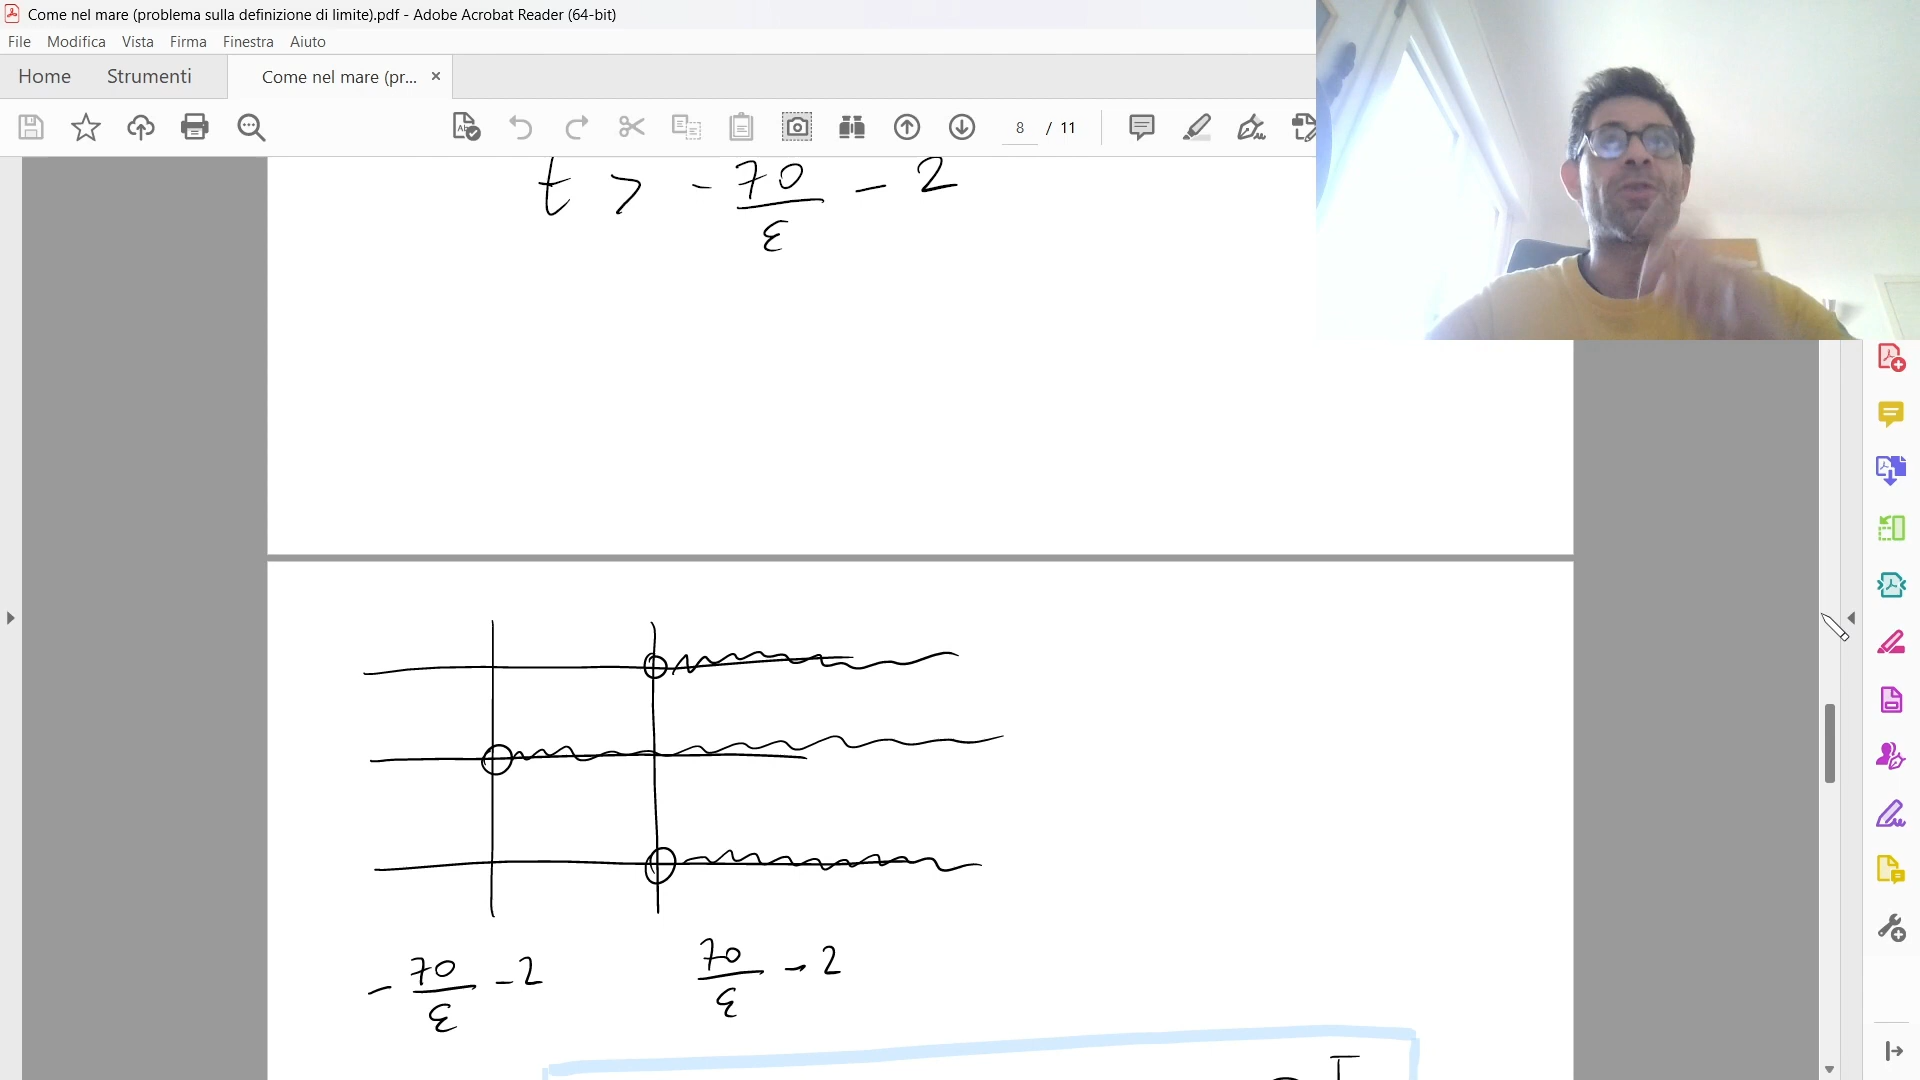 Come nel mare (problema sulla definizione di limite).pdf - Adobe Acrobat Reader (64-bit)
File Modifica Vista Firma Finestra Aiuto
Home Strumenti Come nel mare (pr... ×
8 / 11
t > - 70/ε - 2
- 70/ε - 2
70/ε - 2